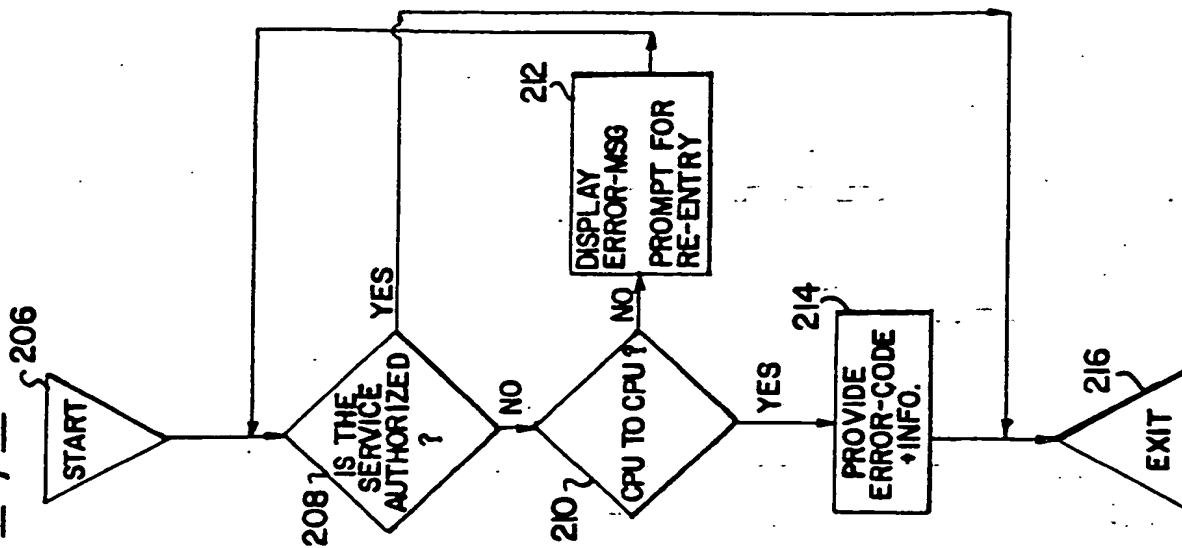 206
START
208
IS THE
SERVICE
AUTHORIZED
?
YES
NO
210
CPU TO CPU ?
NO
212
DISPLAY
ERROR-MSG
PROMPT FOR
RE-ENTRY
YES
214
PROVIDE
ERROR-CODE
+INFO.
216
EXIT